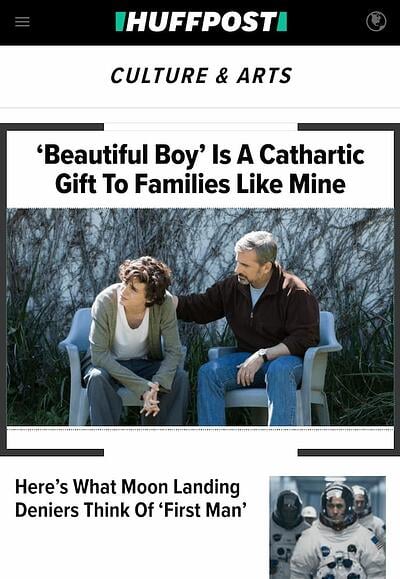 HUFFPOST
CULTURE & ARTS
‘Beautiful Boy’ Is A Cathartic
Gift To Families Like Mine
Here’s What Moon Landing
Deniers Think Of ‘First Man’